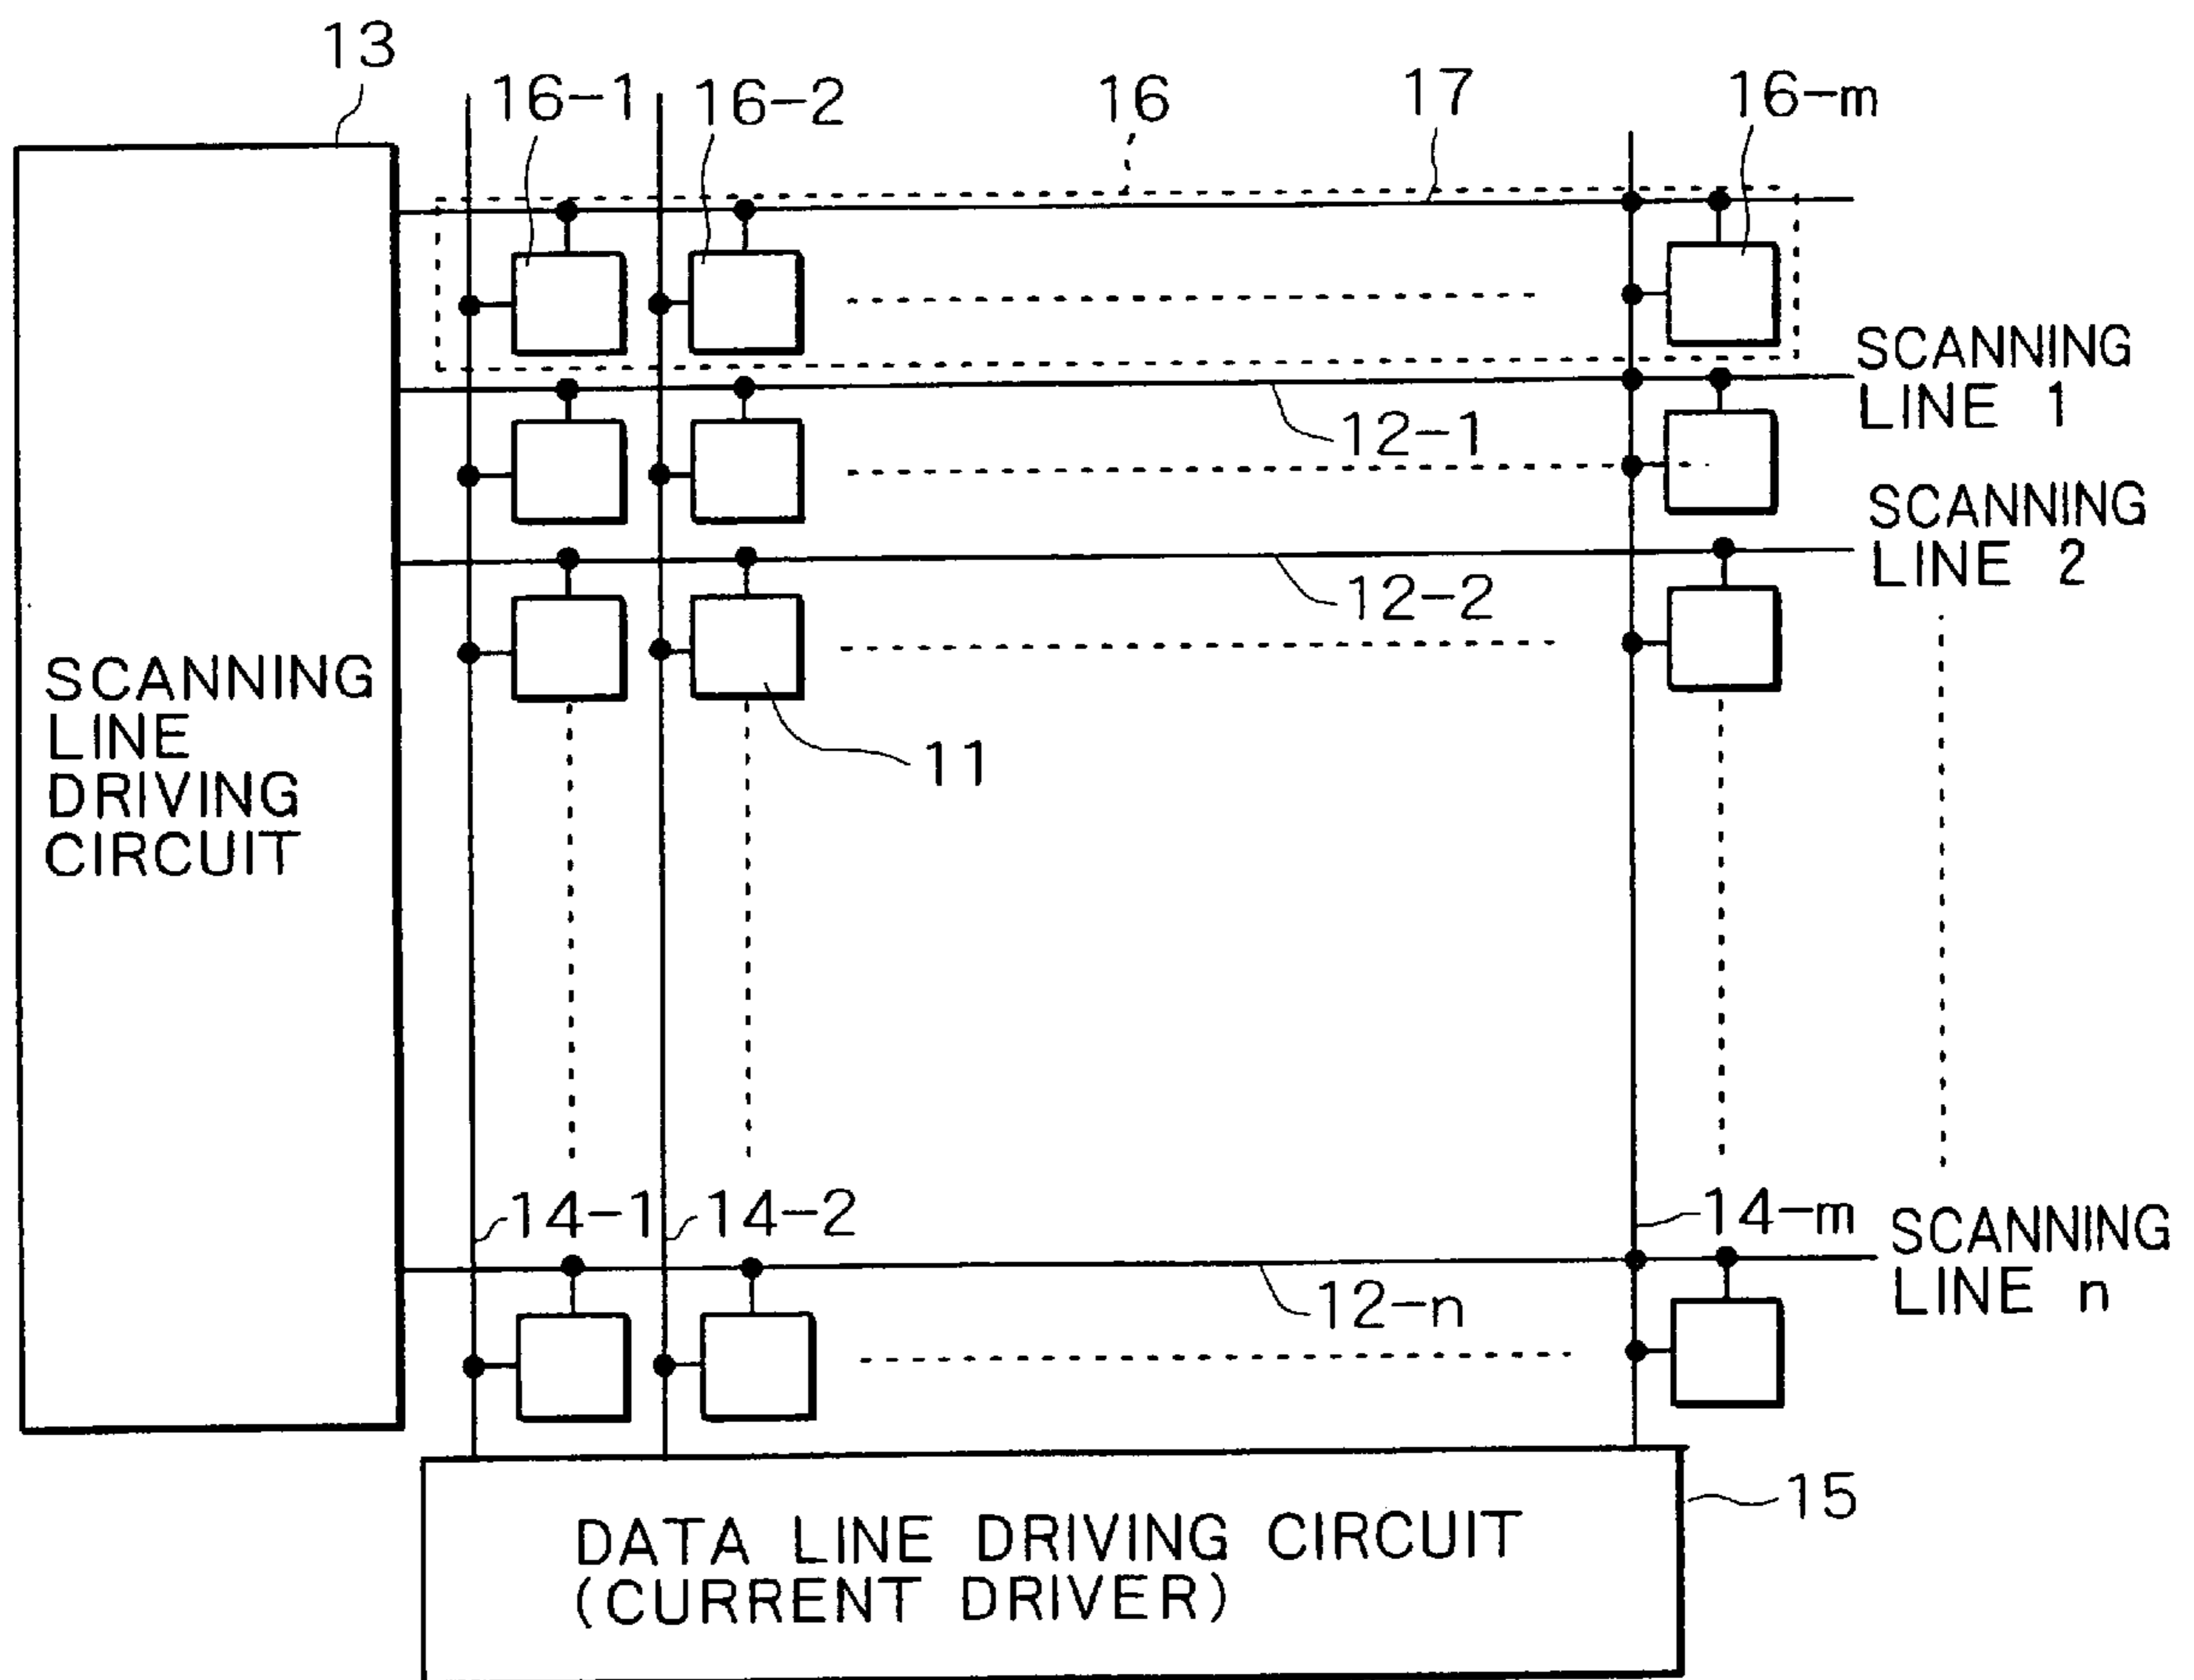 13
16-1
16-2
16
17
16-m
SCANNING
LINE 1
12-1
SCANNING
LINE 2
12-2
SCANNING
LINE
DRIVING
CIRCUIT
11
14-1
14-2
14-m
SCANNING
LINE n
12-n
15
DATA LINE DRIVING CIRCUIT
(CURRENT DRIVER)